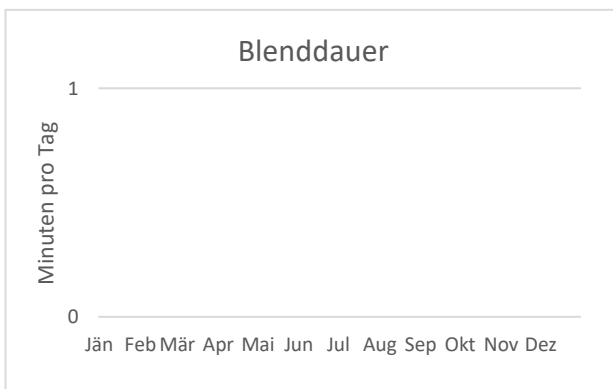 Blenddauer
1
Minuten pro Tag
0
Jän Feb Mär Apr Mai Jun Jul Aug Sep Okt Nov Dez